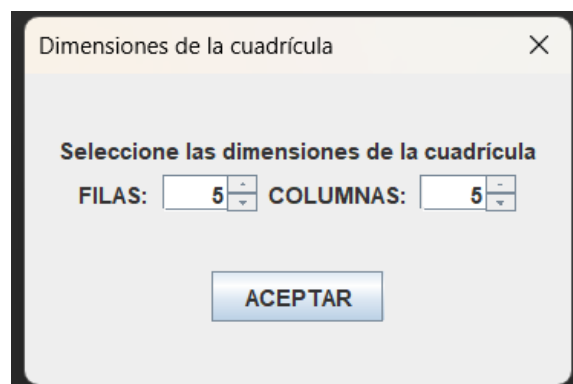 Dimensiones de la cuadrícula
Seleccione las dimensiones de la cuadrícula
FILAS: 5 COLUMNAS: 5
ACEPTAR